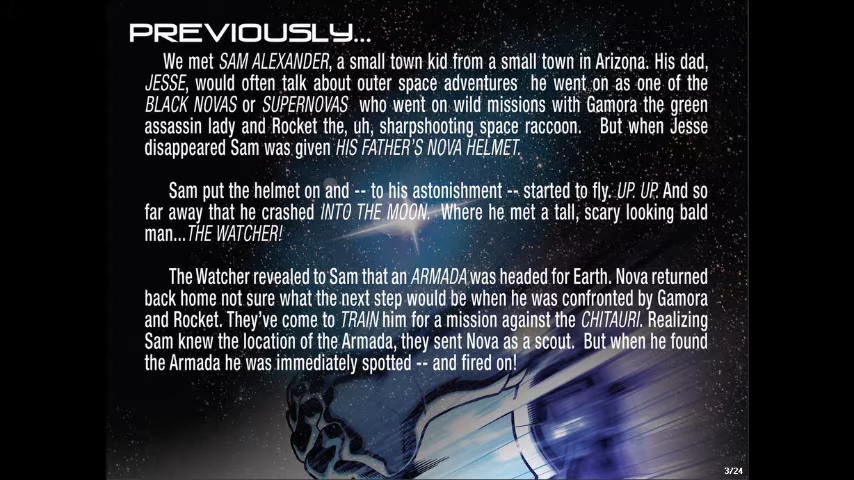 PREVIOUSLY...
We met SAM ALEXANDER, a small town kid from a small town in Arizona. His dad,
JESSE, would often talk about outer space adventures he went on as one of the
BLACK NOVAS or SUPERNOVAS who went on wild missions with Gamora the green
assassin lady and Rocket the, uh, sharpshooting space raccoon. But when Jesse
disappeared Sam was given HIS FATHER'S NOVA HELMET.
Sam put the helmet on and -- to his astonishment -- started to fly. UP. UP. And so
far away that he crashed INTO THE MOON. Where he met a tall, scary looking bald
man...THE WATCHER!
The Watcher revealed to Sam that an ARMADA was headed for Earth. Nova returned
back home not sure what the next step would be when he was confronted by Gamora
and Rocket. They've come to TRAIN him for a mission against the CHITAURI. Realizing
Sam knew the location of the Armada, they sent Nova as a scout. But when he found
the Armada he was immediately spotted -- and fired on!
3/24